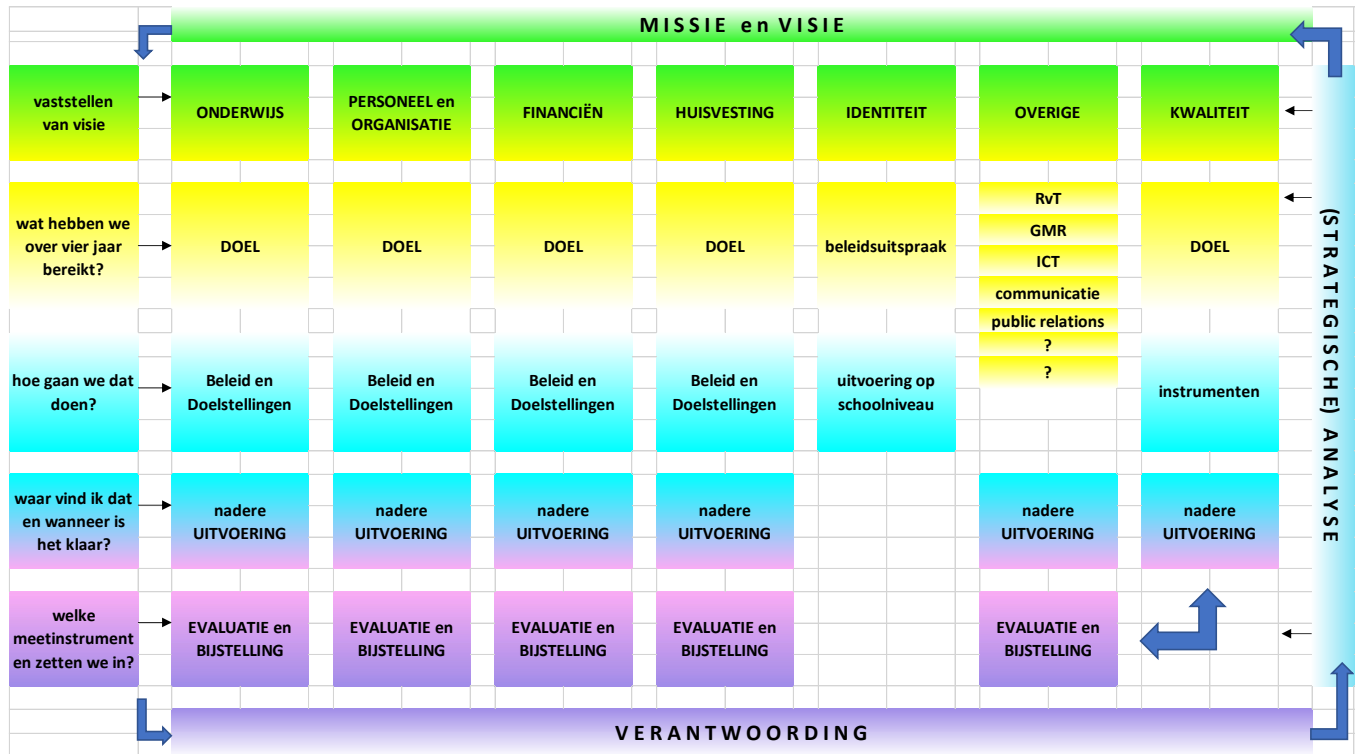 MISSIE en VISIE
vaststellen
van visie
ONDERWIJS
PERSONEEL en
ORGANISATIE
FINANCIËN
HUISVESTING
IDENTITEIT
OVERIGE
KWALITEIT
wat hebben we
over vier jaar
bereikt?
DOEL
DOEL
DOEL
DOEL
beleidsuitspraak
RvT
GMR
ICT
communicatie
public relations
?
?
DOEL
hoe gaan we dat
doen?
Beleid en
Doelstellingen
Beleid en
Doelstellingen
Beleid en
Doelstellingen
Beleid en
Doelstellingen
uitvoering op
schoolniveau
instrumenten
waar vind ik dat
en wanneer is
het klaar?
nadere
UITVOERING
nadere
UITVOERING
nadere
UITVOERING
nadere
UITVOERING
nadere
UITVOERING
nadere
UITVOERING
welke
meetinstrument
en zetten we in?
EVALUATIE en
BIJSTELLING
EVALUATIE en
BIJSTELLING
EVALUATIE en
BIJSTELLING
EVALUATIE en
BIJSTELLING
EVALUATIE en
BIJSTELLING
(STRATEGISCHE) ANALYSE
VERANTWOORDING